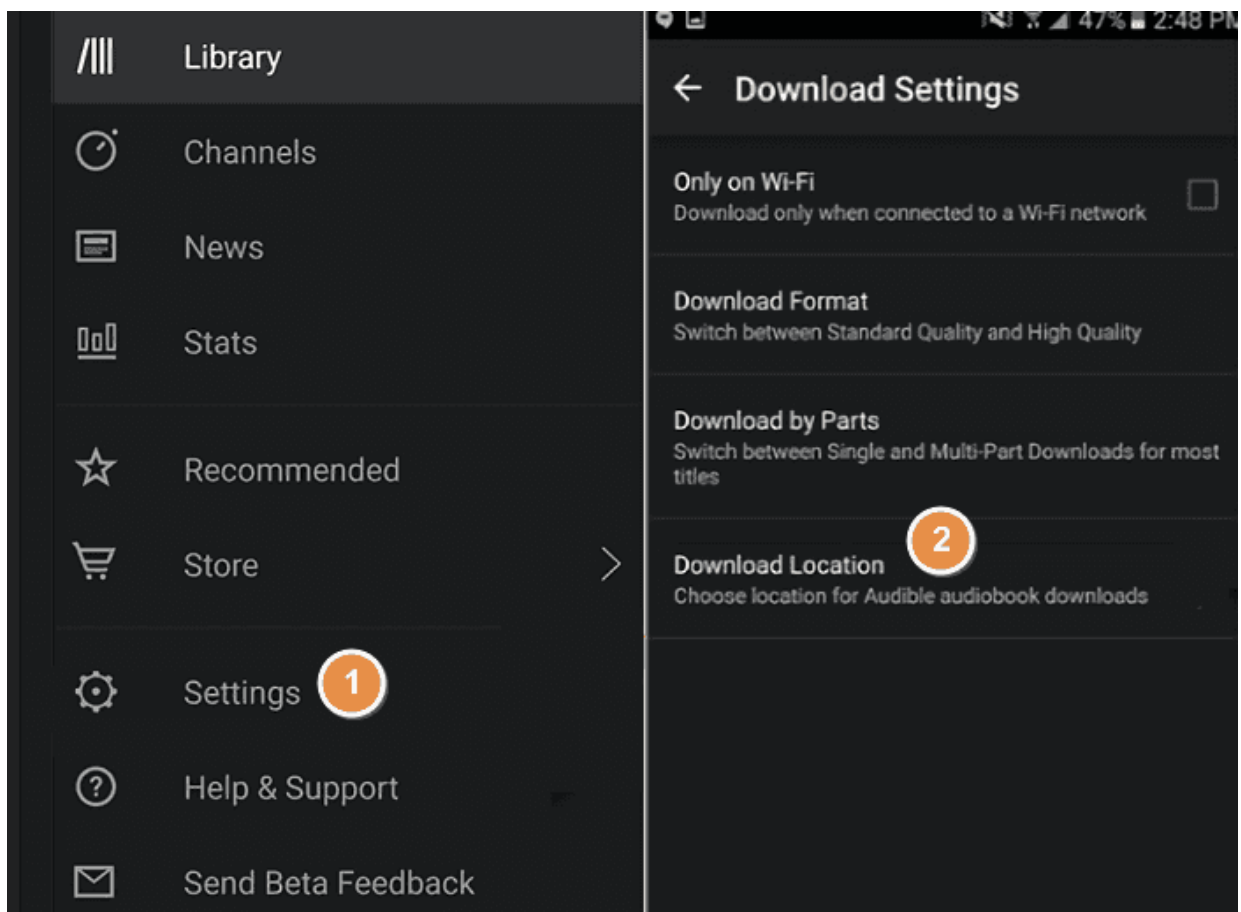 Library
Channels
News
Stats
Recommended
Store
Settings 1
Help & Support
Send Beta Feedback
47% 2:48 PM
Download Settings
Only on Wi-Fi
Download only when connected to a Wi-Fi network
Download Format
Switch between Standard Quality and High Quality
Download by Parts
Switch between Single and Multi-Part Downloads for most
titles
2
Download Location
Choose location for Audible audiobook downloads